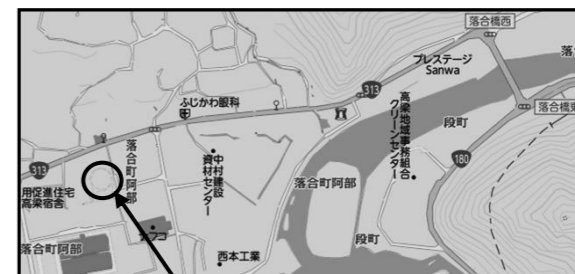 落合橋西
落
プレステージ
Sanwa
313
ふじかわ眼科
落合橋東
高梁地域事務組合
クリーンセンター
段町
180
313
落合町阿部
中村建設
資材センター
用促進住宅
高梁宿舎
落合町阿部
段町
ナフコ
落合町阿部
西本工業